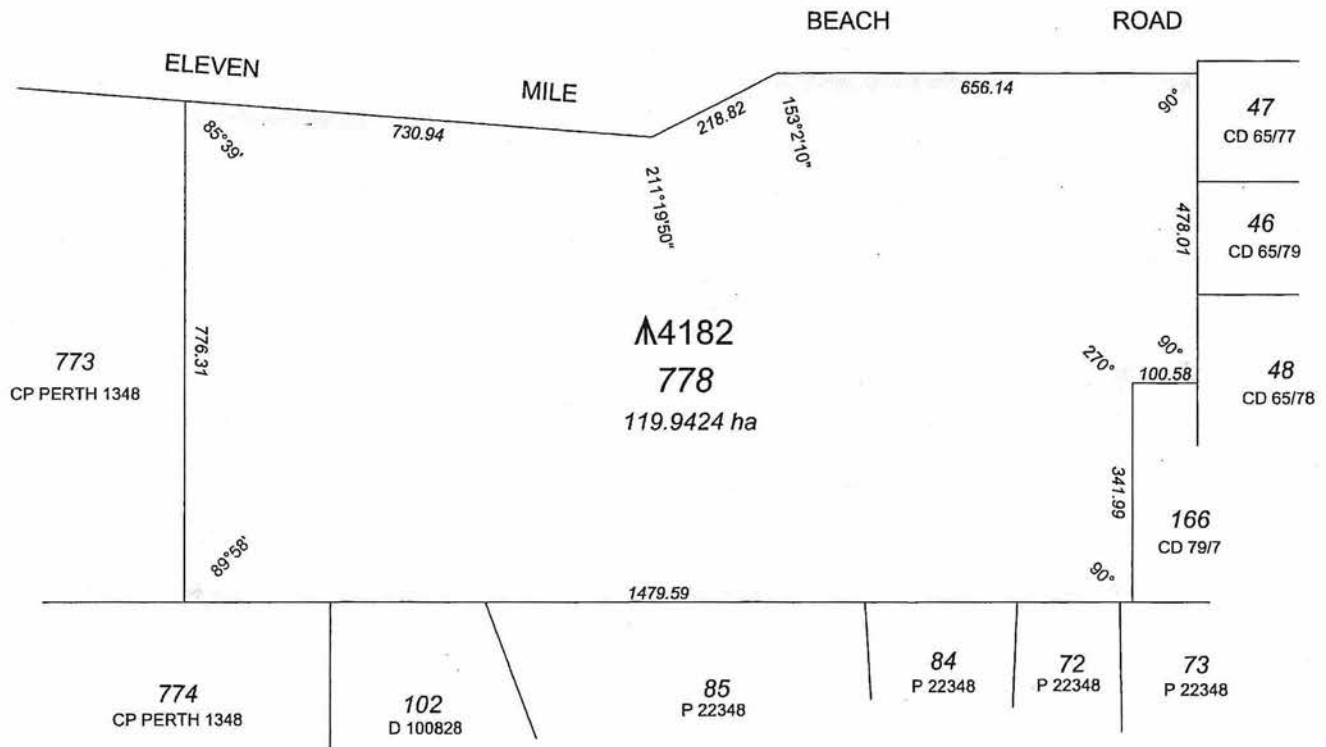 BEACH ROAD
ELEVEN MILE
656.14
90°
47
CD 65/77
730.94
218.82
153°2'10"
85°39'
211°19'50"
478.01
46
CD 65/79
4182
778
119.9424 ha
773
CP PERTH 1348
776.31
270°
90°
100.58
48
CD 65/78
341.99
166
CD 79/7
89°58'
90°
1479.59
774
CP PERTH 1348
102
D 100828
85
P 22348
84
P 22348
72
P 22348
73
P 22348